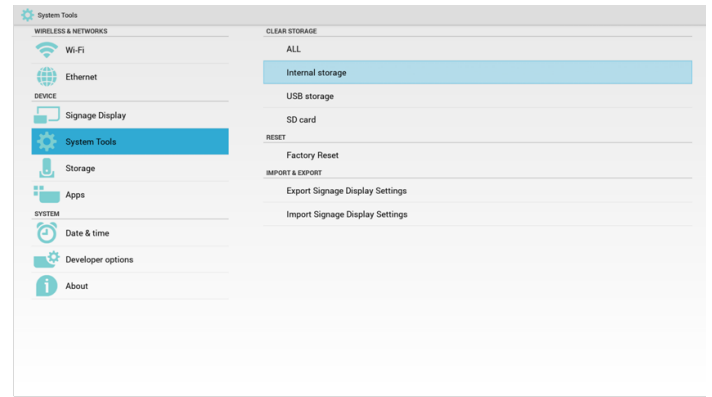 System Tools
WIRELESS & NETWORKS
Wi-Fi
Ethernet
DEVICE
Signage Display
System Tools
Storage
Apps
SYSTEM
Date & time
Developer options
About
CLEAR STORAGE
ALL
Internal storage
USB storage
SD card
RESET
Factory Reset
IMPORT & EXPORT
Export Signage Display Settings
Import Signage Display Settings